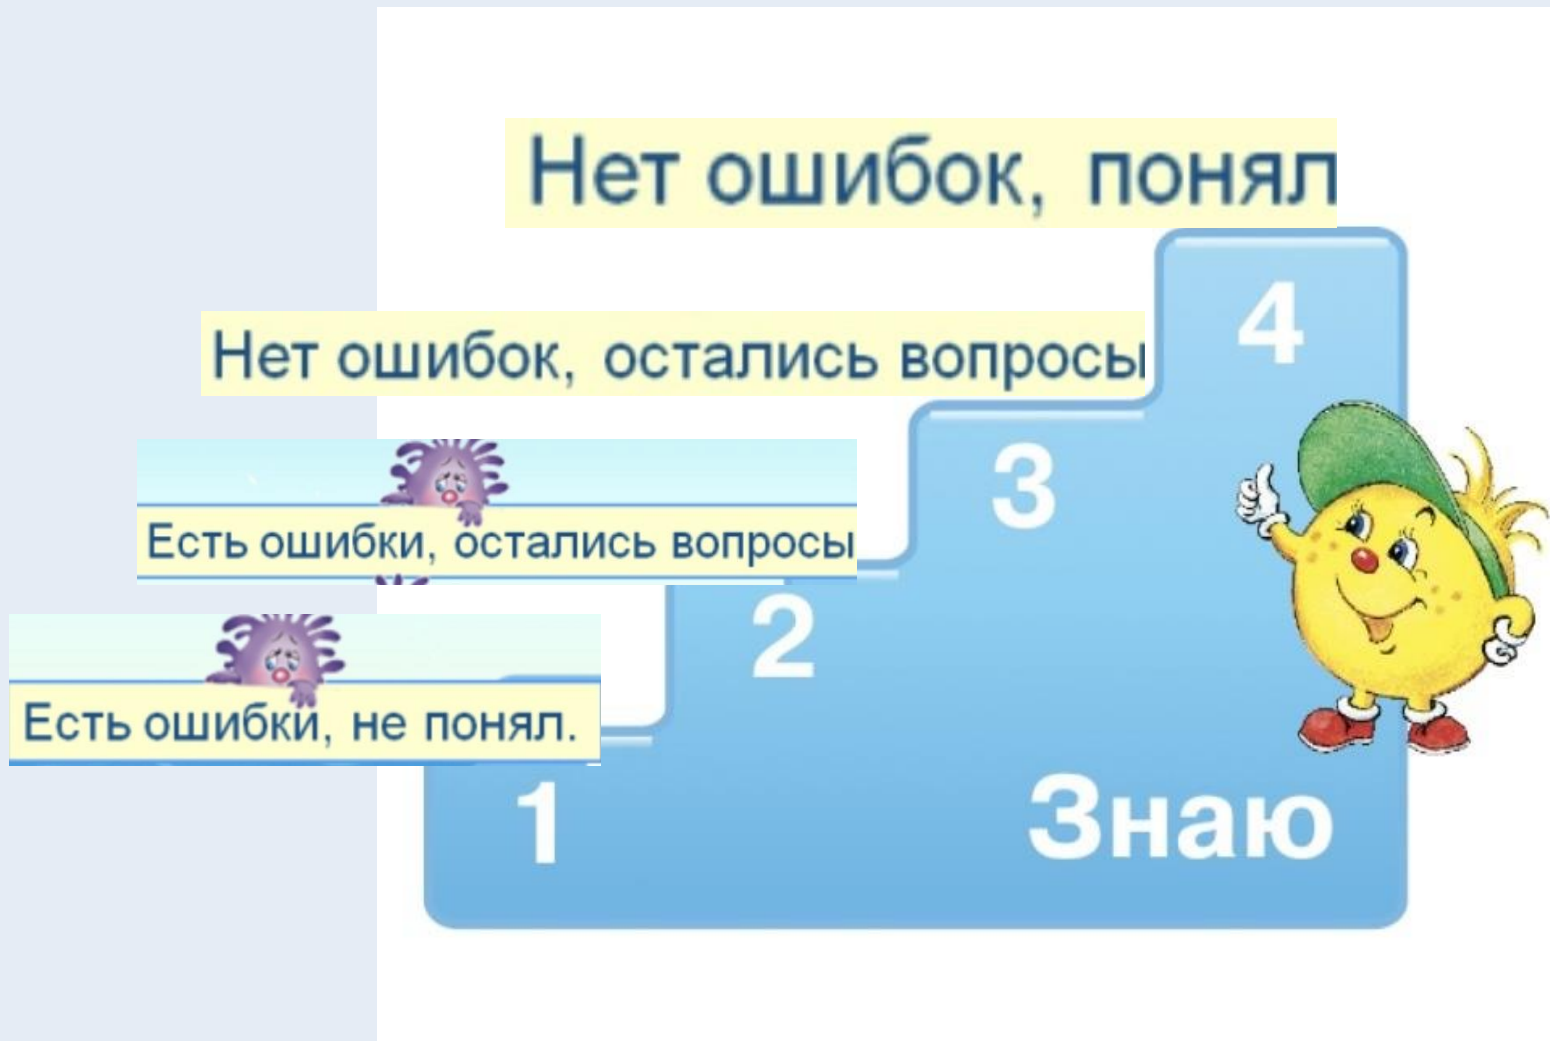 Нет ошибок, понял
4
Нет ошибок, остались вопросы
3
Есть ошибки, остались вопросы
2
Есть ошибки, не понял.
1
Знаю